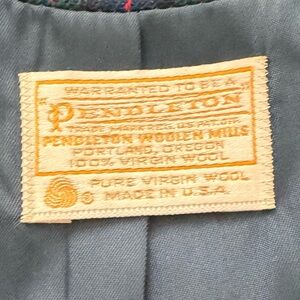 WARRANTED TO BE A
"PENDLETON"
TRADE MARK REG. U.S. PAT. OFF.
PENDLETON WOOLEN MILLS
PORTLAND, OREGON
100% VIRGIN WOOL
PURE VIRGIN WOOL
MADE IN U.S.A.
®